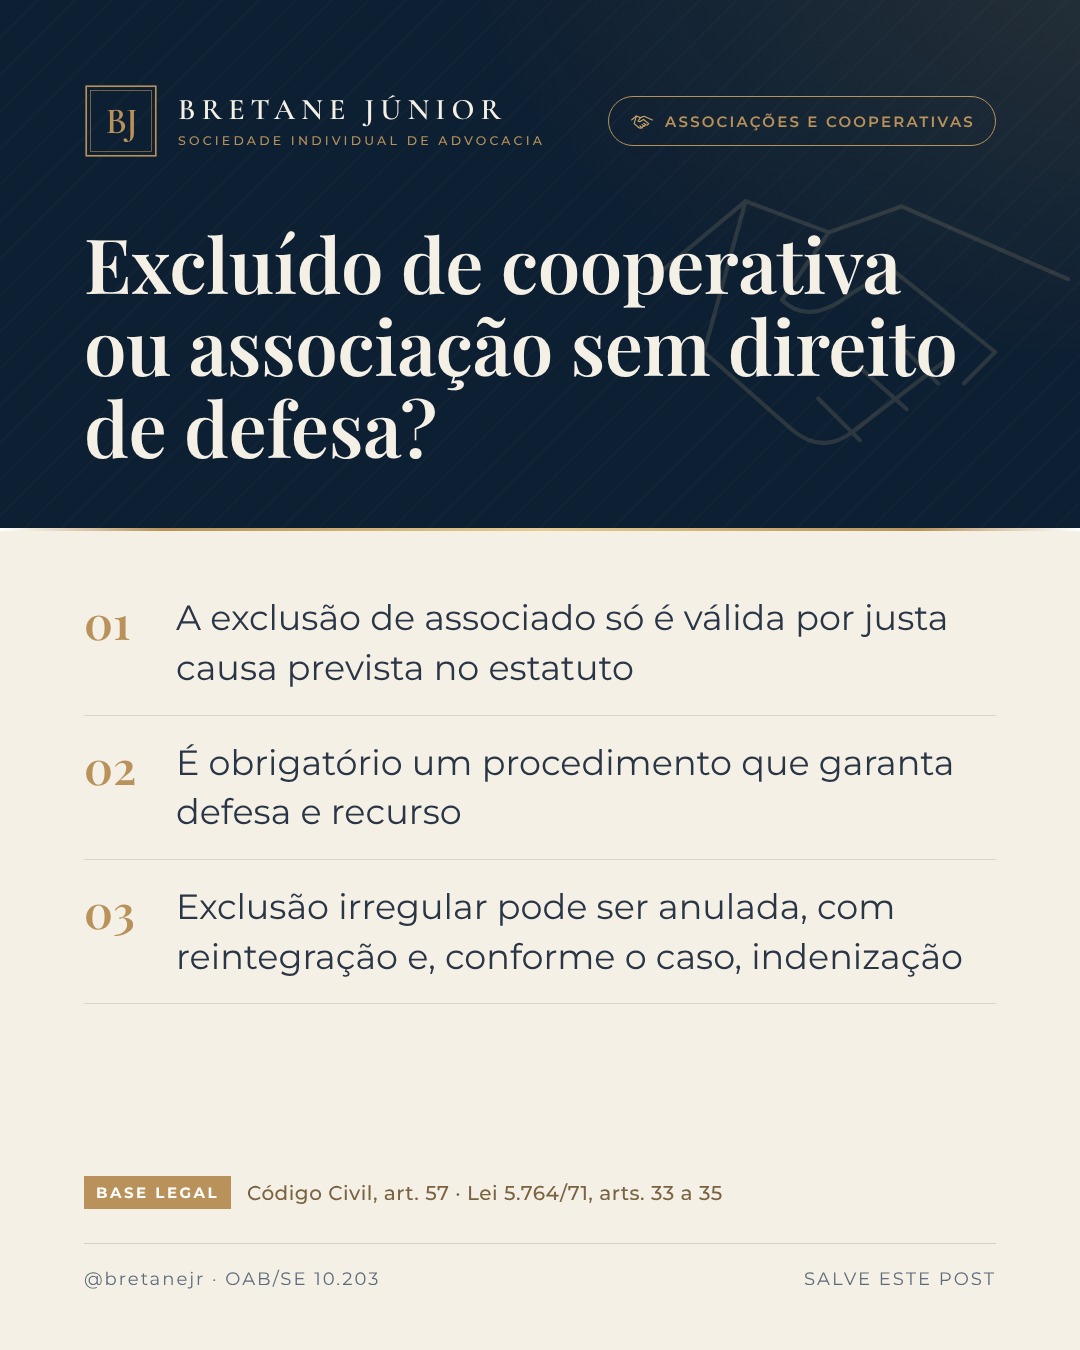 BJ
BRETANE JÚNIOR
SOCIEDADE INDIVIDUAL DE ADVOCACIA
ASSOCIAÇÕES E COOPERATIVAS
Excluído de cooperativa
ou associação sem direito
de defesa?
01 A exclusão de associado só é válida por justa
causa prevista no estatuto
02 É obrigatório um procedimento que garanta
defesa e recurso
03 Exclusão irregular pode ser anulada, com
reintegração e, conforme o caso, indenização
BASE LEGAL Código Civil, art. 57 · Lei 5.764/71, arts. 33 a 35
@bretanejr · OAB/SE 10.203
SALVE ESTE POST